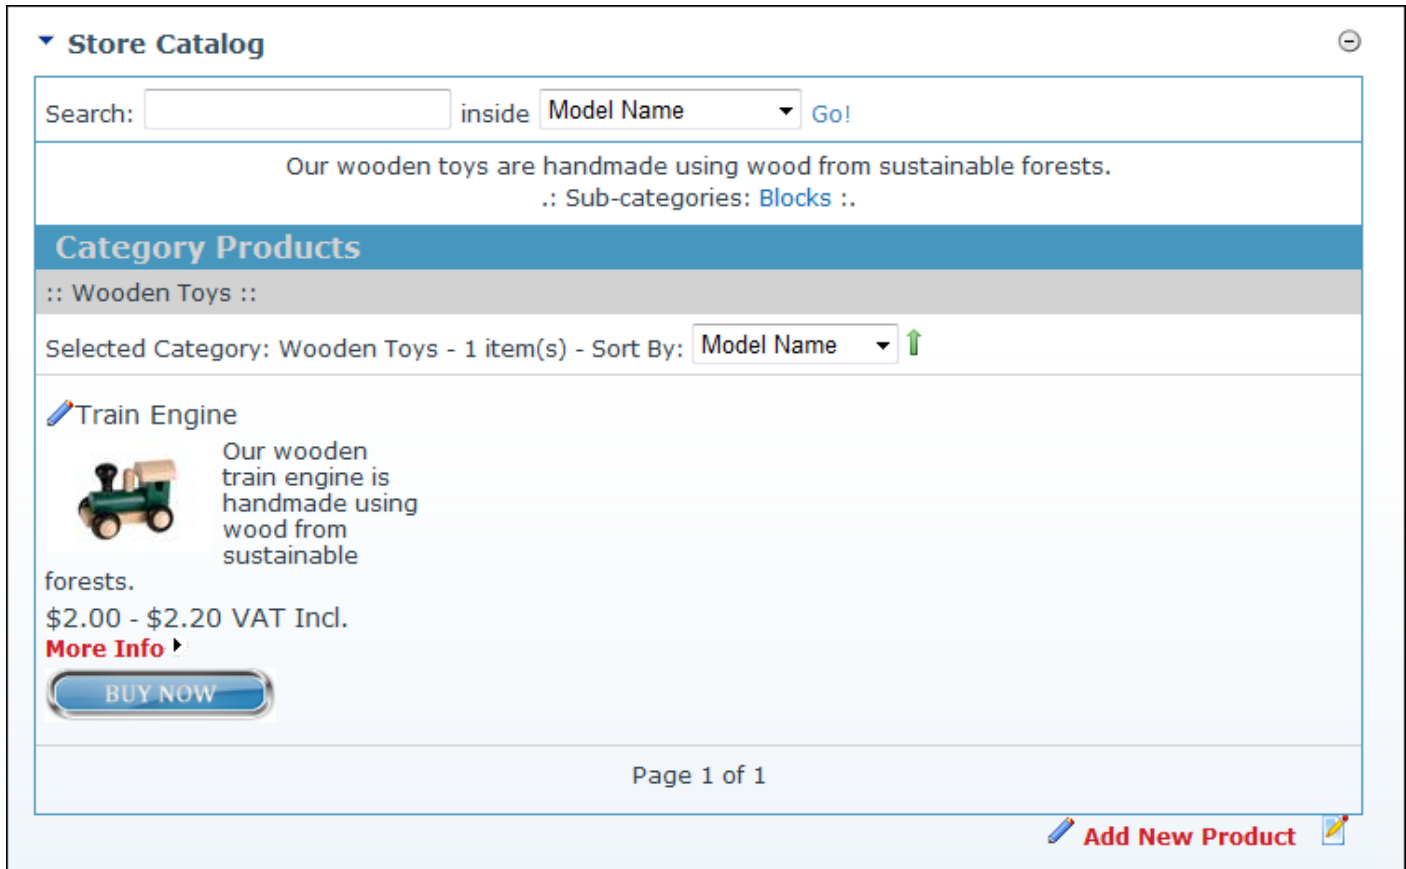 Store Catalog
Search: inside Model Name Go!
Our wooden toys are handmade using wood from sustainable forests.
.: Sub-categories: Blocks :.
Category Products
:: Wooden Toys ::
Selected Category: Wooden Toys - 1 item(s) - Sort By: Model Name
Train Engine
Our wooden
train engine is
handmade using
wood from
sustainable
forests.
$2.00 - $2.20 VAT Incl.
More Info
BUY NOW
Page 1 of 1
Add New Product